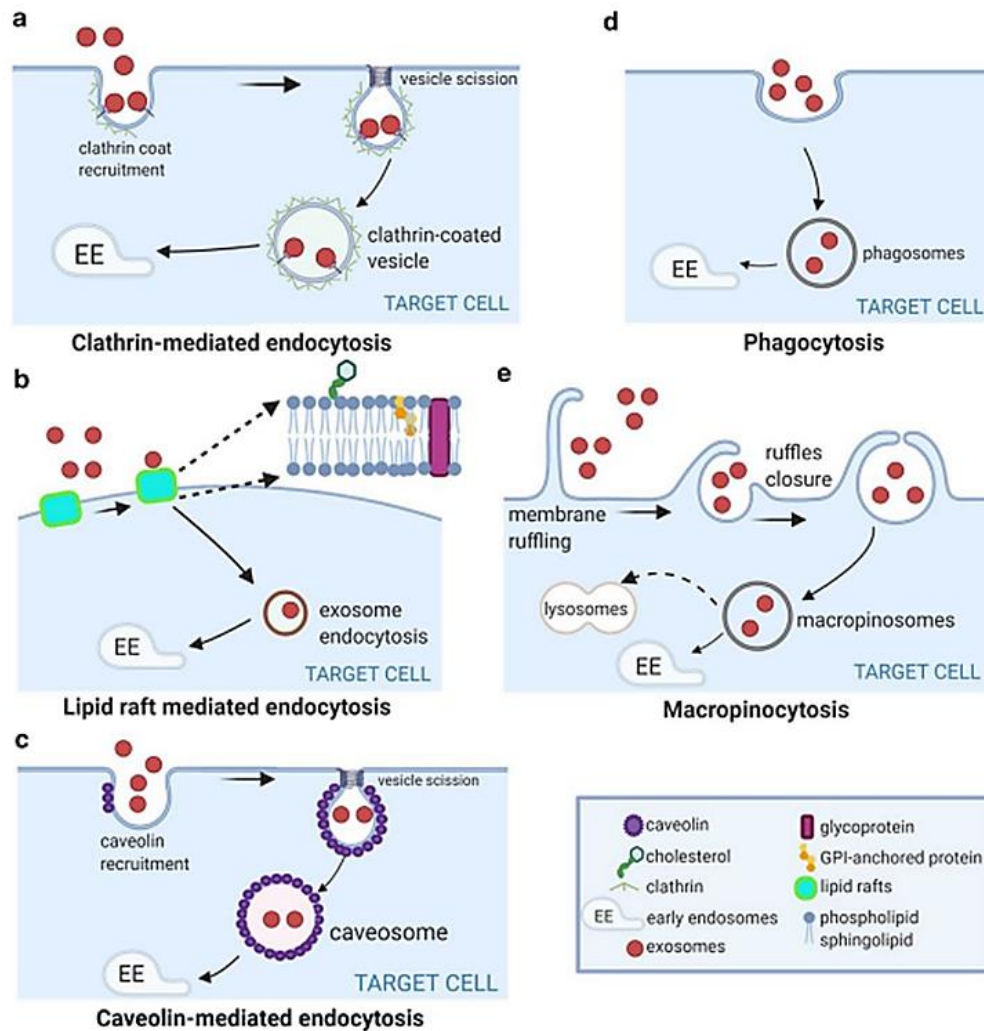 a
vesicle scission
clathrin coat
recruitment
clathrin-coated
vesicle
EE
TARGET CELL
Clathrin-mediated endocytosis
b
exosome
endocytosis
EE
TARGET CELL
Lipid raft mediated endocytosis
c
vesicle scission
caveolin
recruitment
caveosome
EE
TARGET CELL
Caveolin-mediated endocytosis
d
phagosomes
EE
TARGET CELL
Phagocytosis
e
ruffles
closure
membrane
ruffling
lysosomes
macropinosomes
EE
TARGET CELL
Macropinocytosis
caveolin
cholesterol
clathrin
EE early endosomes
exosomes
glycoprotein
GPI-anchored protein
lipid rafts
phospholipid
sphingolipid